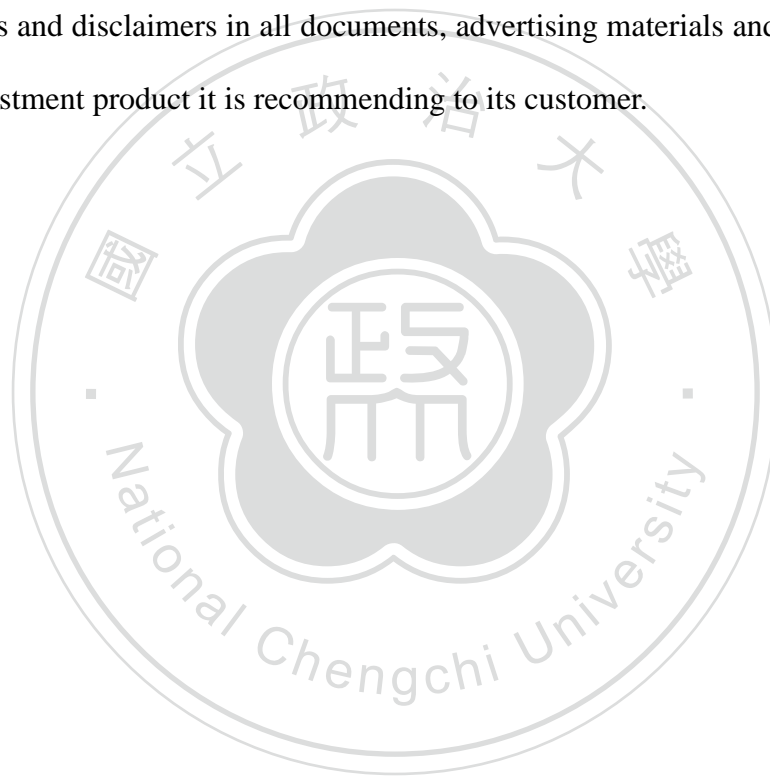 s and disclaimers in all documents, advertising materials and
stment product it is recommending to its customer.
國立政治大學
政
National Chengchi University